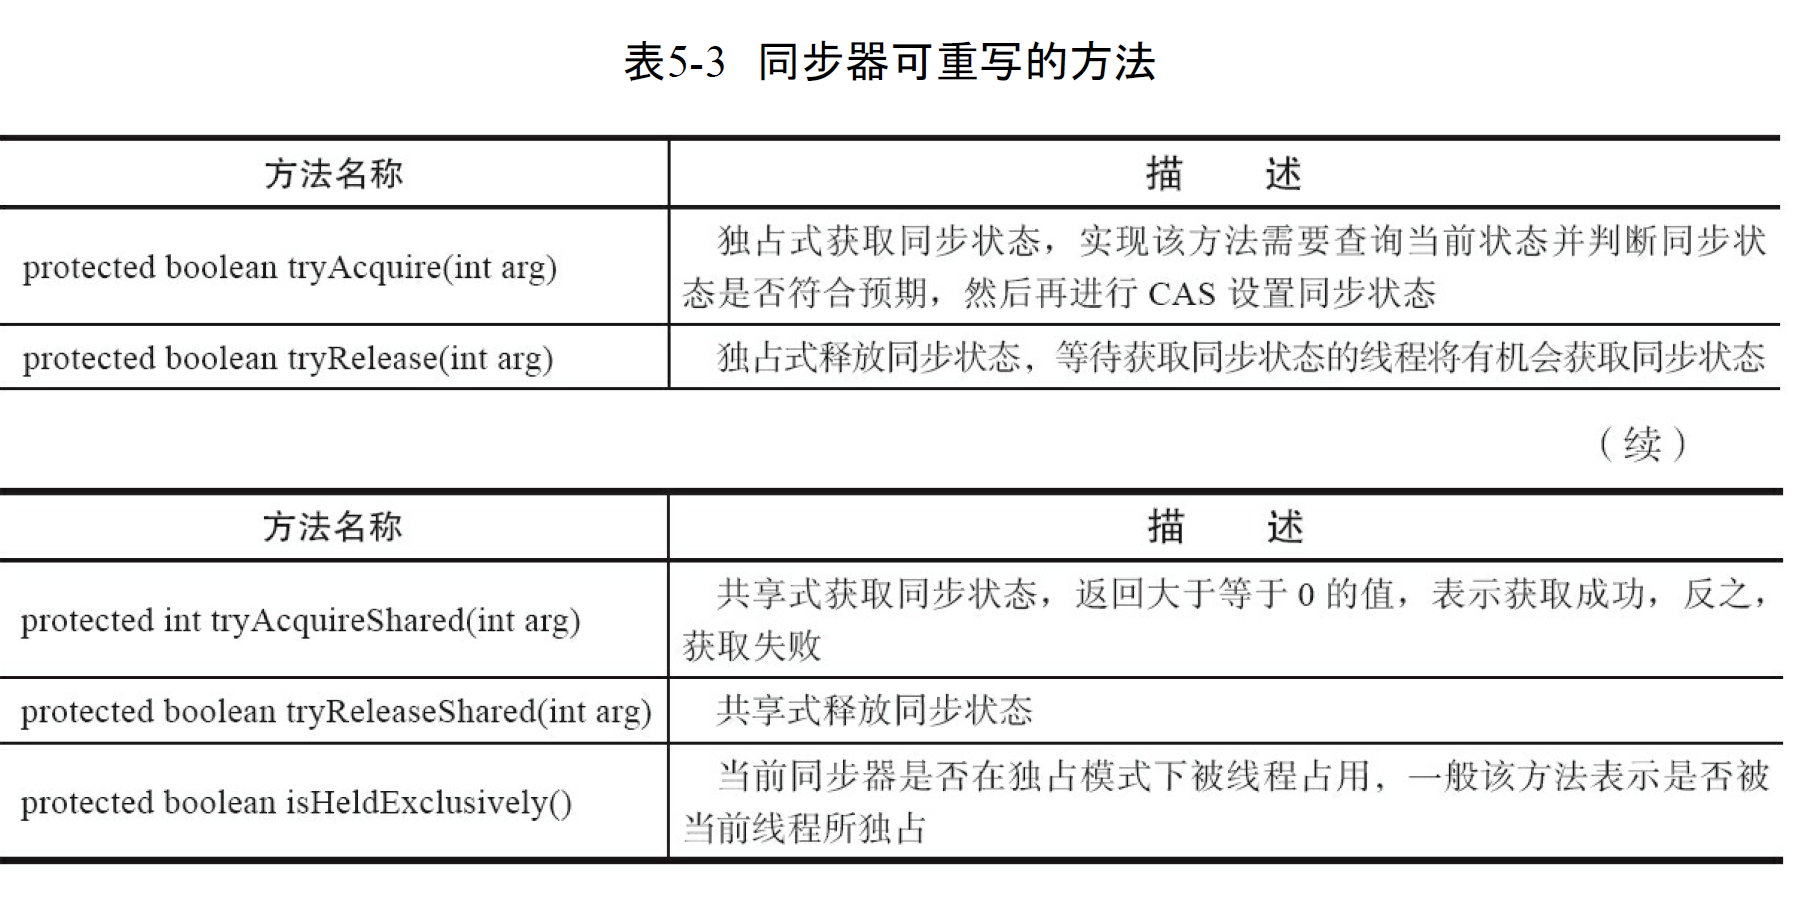 表5-3 同步器可重写的方法
方法名称 描 述
protected boolean tryAcquire(int arg) 独占式获取同步状态，实现该方法需要查询当前状态并判断同步状
态是否符合预期，然后再进行 CAS 设置同步状态
protected boolean tryRelease(int arg) 独占式释放同步状态，等待获取同步状态的线程将有机会获取同步状态
（续）
方法名称 描 述
protected int tryAcquireShared(int arg) 共享式获取同步状态，返回大于等于 0 的值，表示获取成功，反之，
获取失败
protected boolean tryReleaseShared(int arg) 共享式释放同步状态
protected boolean isHeldExclusively() 当前同步器是否在独占模式下被线程占用，一般该方法表示是否被
当前线程所独占